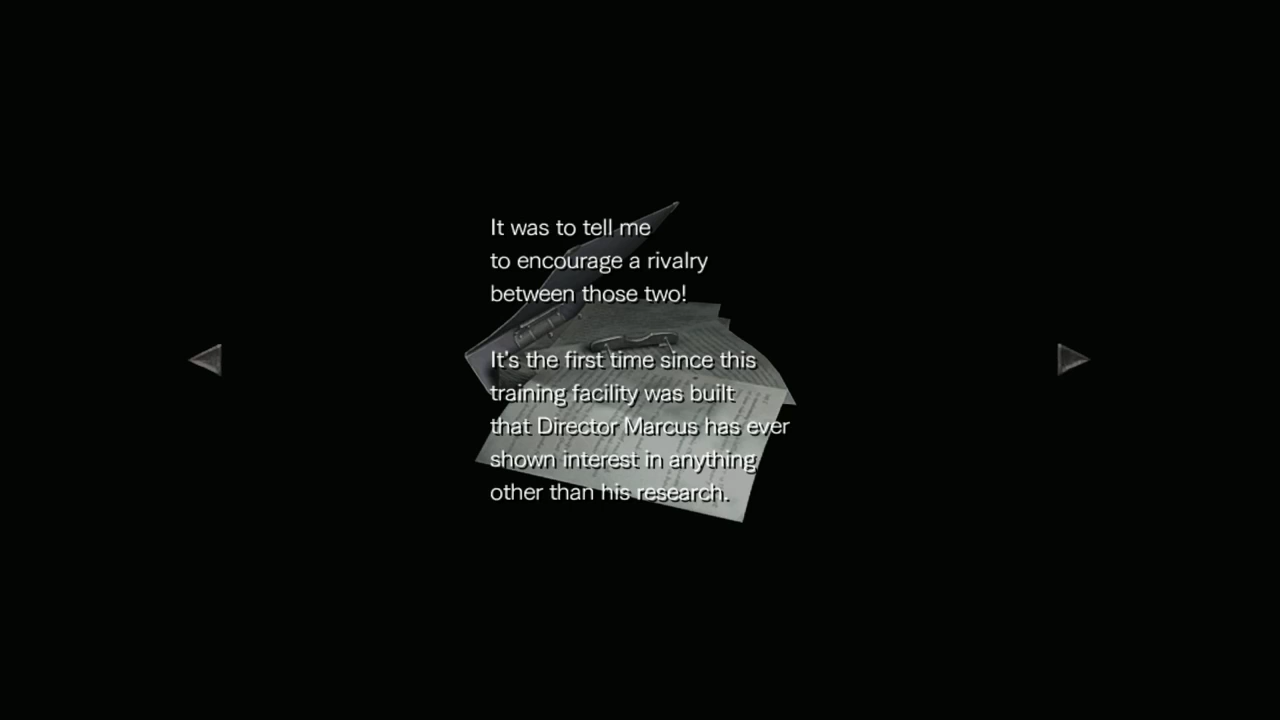 It was to tell me
to encourage a rivalry
between those two!
It's the first time since this
training facility was built
that Director Marcus has ever
shown interest in anything
other than his research.